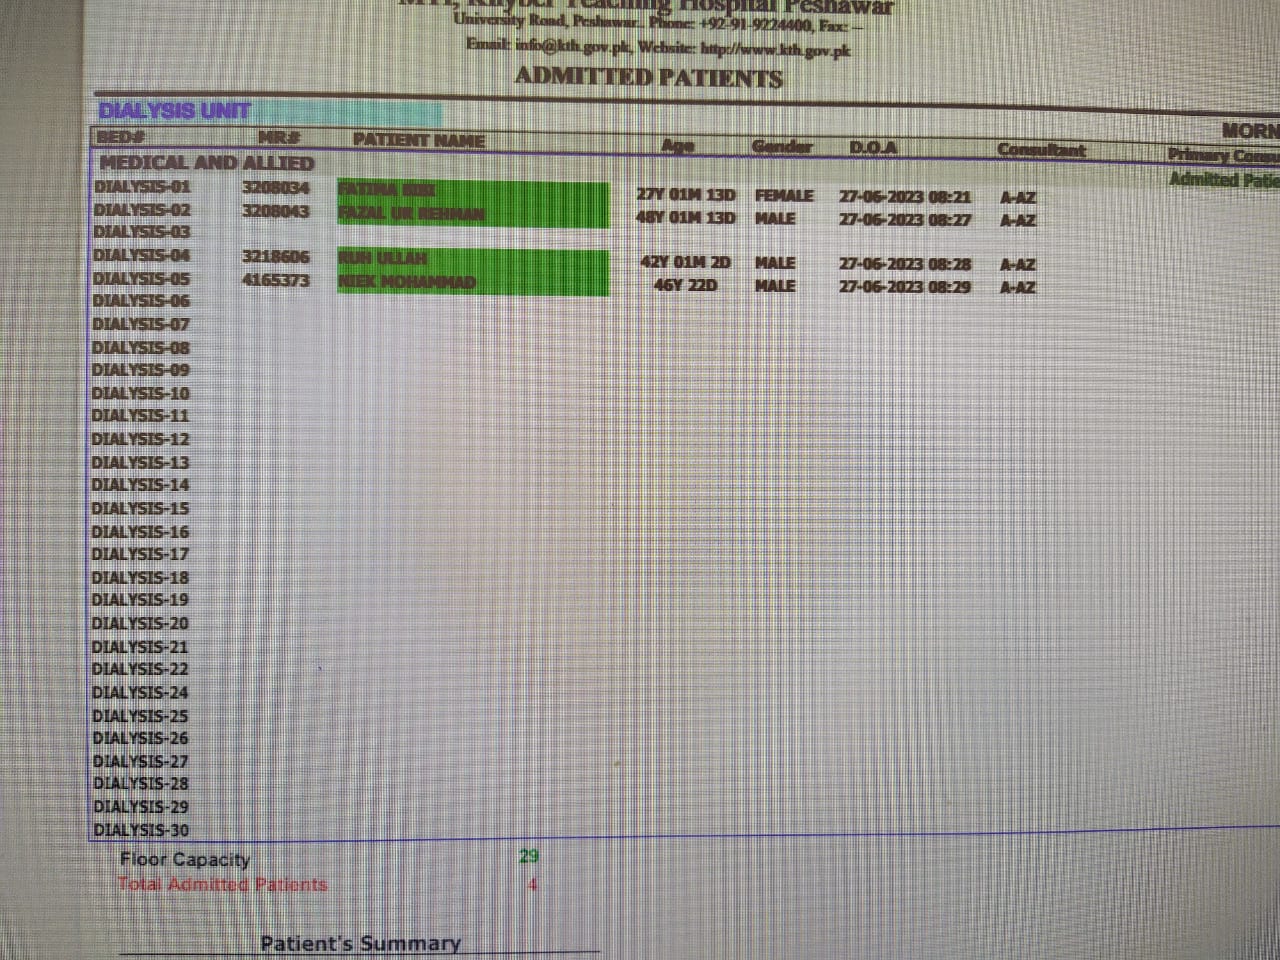 MTI, Khyber Teaching Hospital Peshawar
University Road, Peshawar.. Phone: +92-91-9224400, Fax: --
Email: info@kth.gov.pk, Website: http://www.kth.gov.pk
ADMITTED PATIENTS
DIALYSIS UNIT
MORN
BED# MR# PATIENT NAME Age Gender D.O.A Consultant Primary Consu
MEDICAL AND ALLIED Admitted Patie
DIALYSIS-01 3208034 FATIMA BIBI 27Y 01M 13D FEMALE 27-06-2023 08:21 A-AZ
DIALYSIS-02 3208043 FAZAL UR REHMAN 48Y 01M 13D MALE 27-06-2023 08:27 A-AZ
DIALYSIS-03
DIALYSIS-04 3218606 RUH ULLAH 42Y 01M 2D MALE 27-06-2023 08:28 A-AZ
DIALYSIS-05 4165373 NEK MOHAMMAD 46Y 22D MALE 27-06-2023 08:29 A-AZ
DIALYSIS-06
DIALYSIS-07
DIALYSIS-08
DIALYSIS-09
DIALYSIS-10
DIALYSIS-11
DIALYSIS-12
DIALYSIS-13
DIALYSIS-14
DIALYSIS-15
DIALYSIS-16
DIALYSIS-17
DIALYSIS-18
DIALYSIS-19
DIALYSIS-20
DIALYSIS-21
DIALYSIS-22
DIALYSIS-24
DIALYSIS-25
DIALYSIS-26
DIALYSIS-27
DIALYSIS-28
DIALYSIS-29
DIALYSIS-30
Floor Capacity 29
Total Admitted Patients 4
Patient's Summary